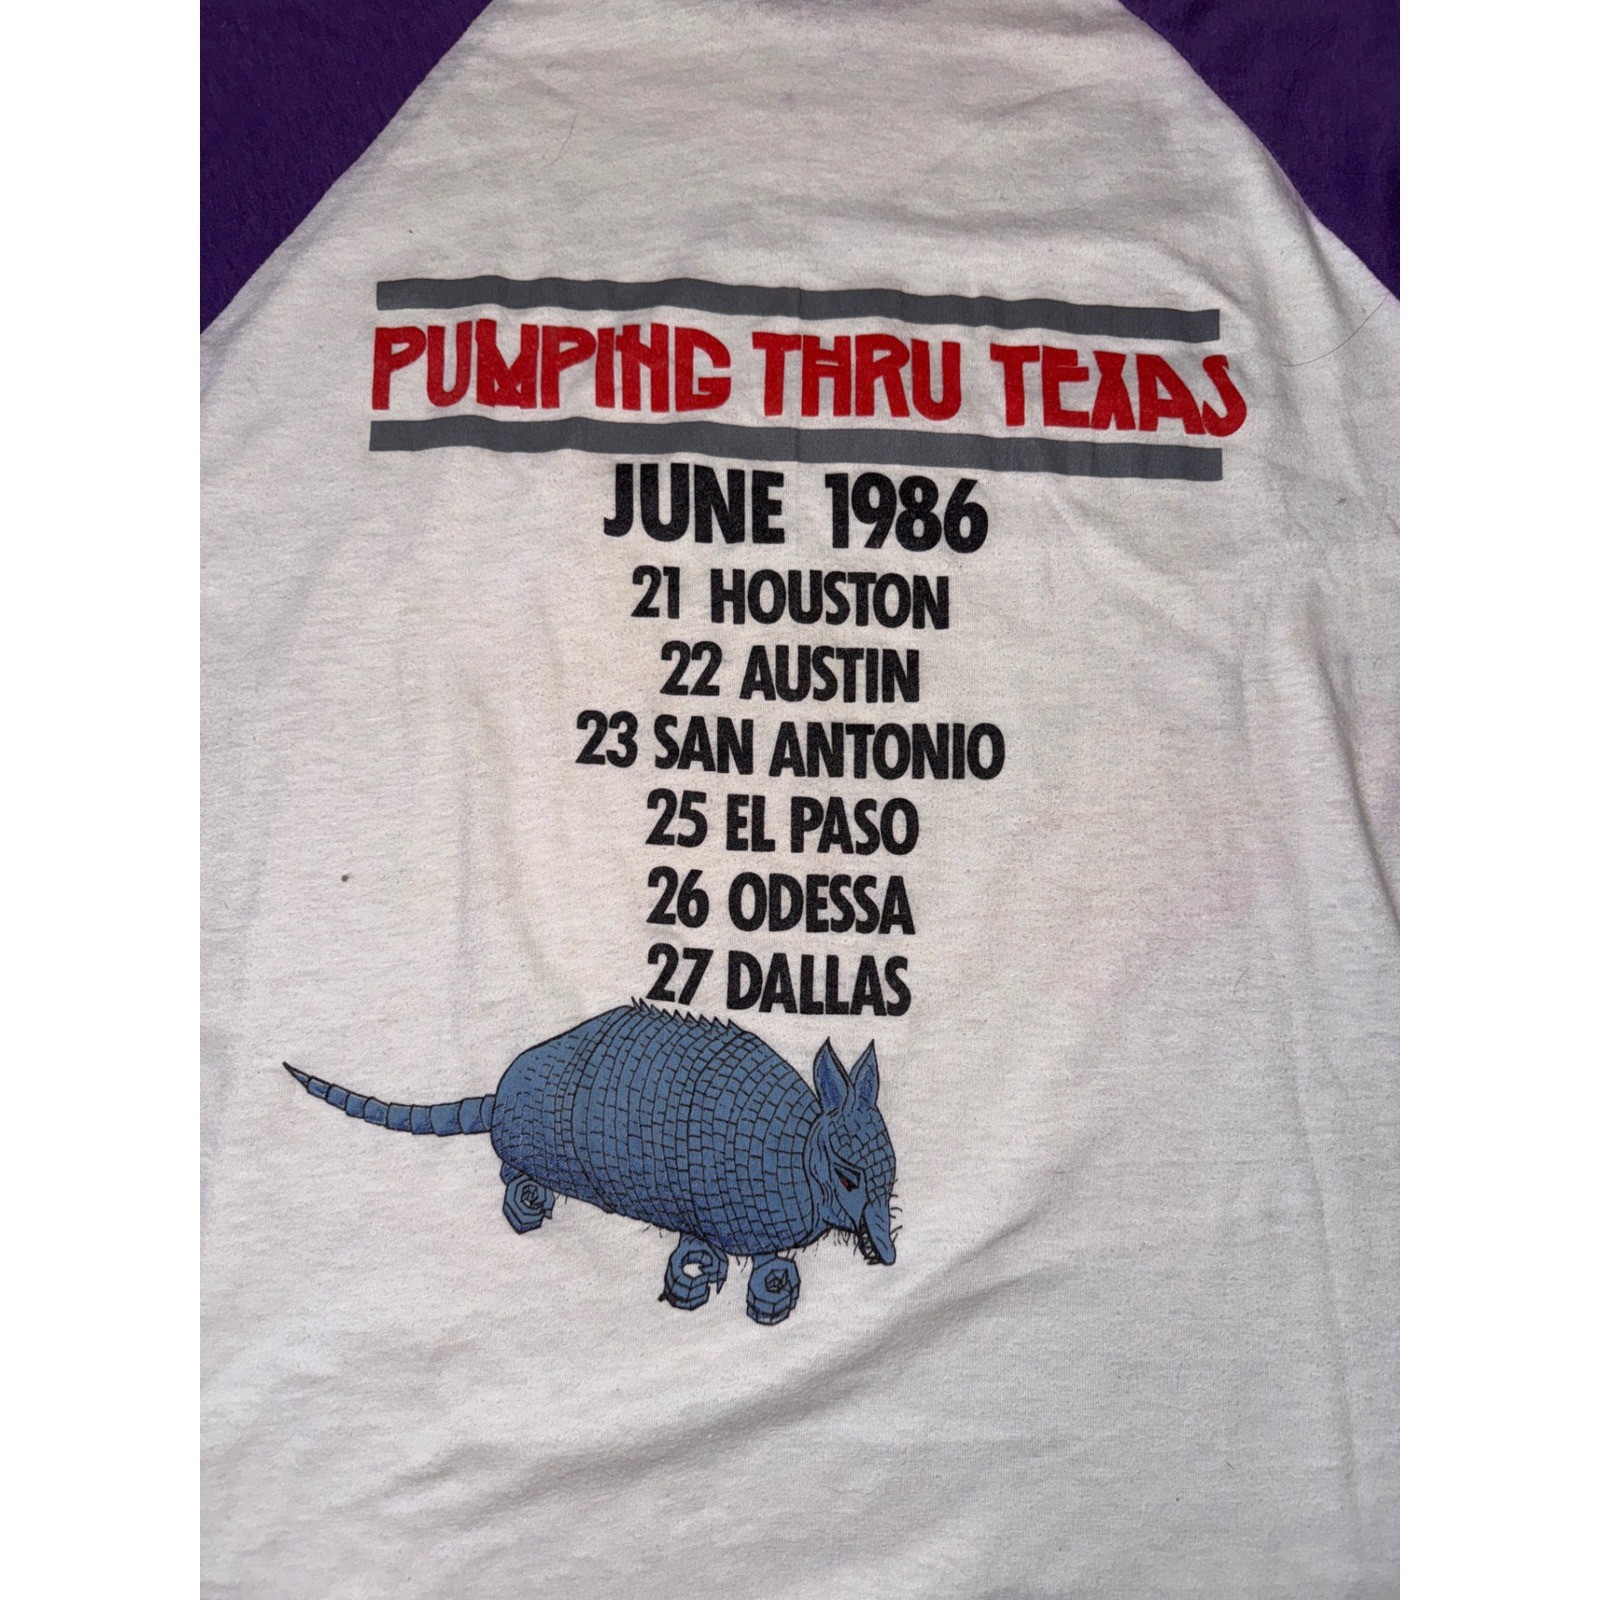 PUMPING THRU TEXAS
JUNE 1986
21 HOUSTON
22 AUSTIN
23 SAN ANTONIO
25 EL PASO
26 ODESSA
27 DALLAS